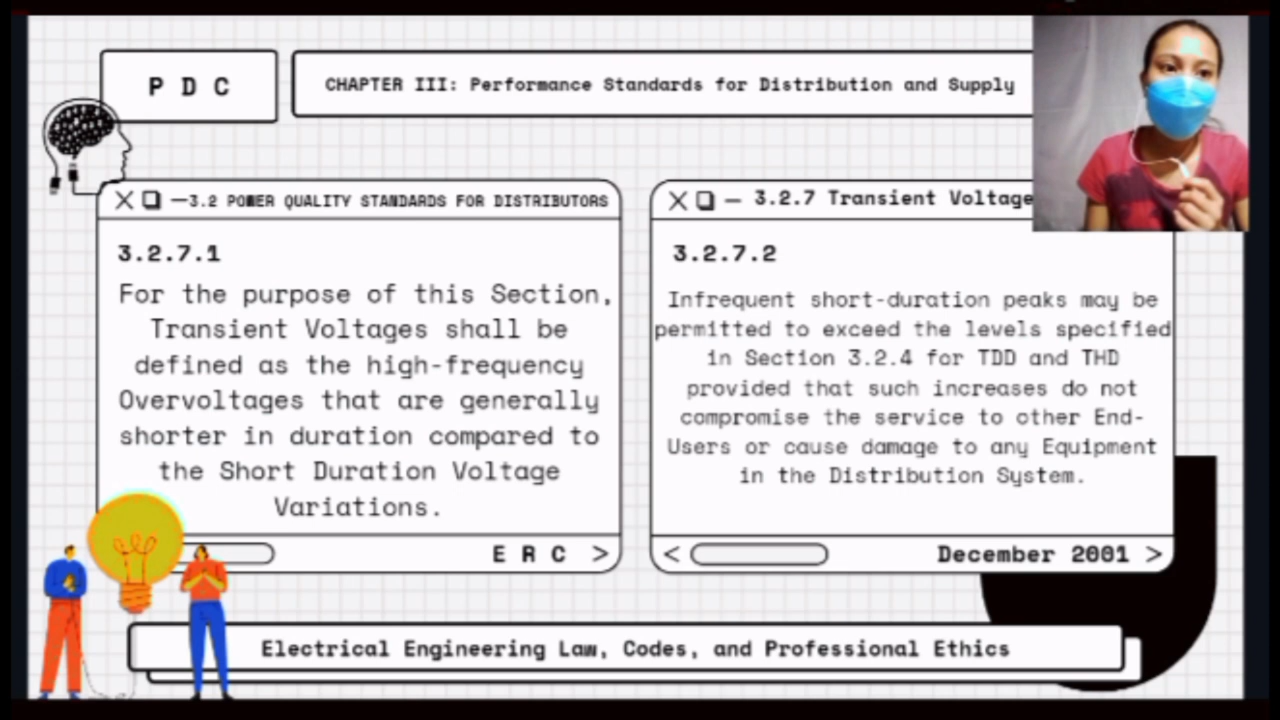 P D C
CHAPTER III: Performance Standards for Distribution and Supply
3.2 POWER QUALITY STANDARDS FOR DISTRIBUTORS
3.2.7.1
For the purpose of this Section,
Transient Voltages shall be
defined as the high-frequency
Overvoltages that are generally
shorter in duration compared to
the Short Duration Voltage
Variations.
E R C >
3.2.7 Transient Voltage
3.2.7.2
Infrequent short-duration peaks may be
permitted to exceed the levels specified
in Section 3.2.4 for TDD and THD
provided that such increases do not
compromise the service to other End-
Users or cause damage to any Equipment
in the Distribution System.
< December 2001 >
Electrical Engineering Law, Codes, and Professional Ethics